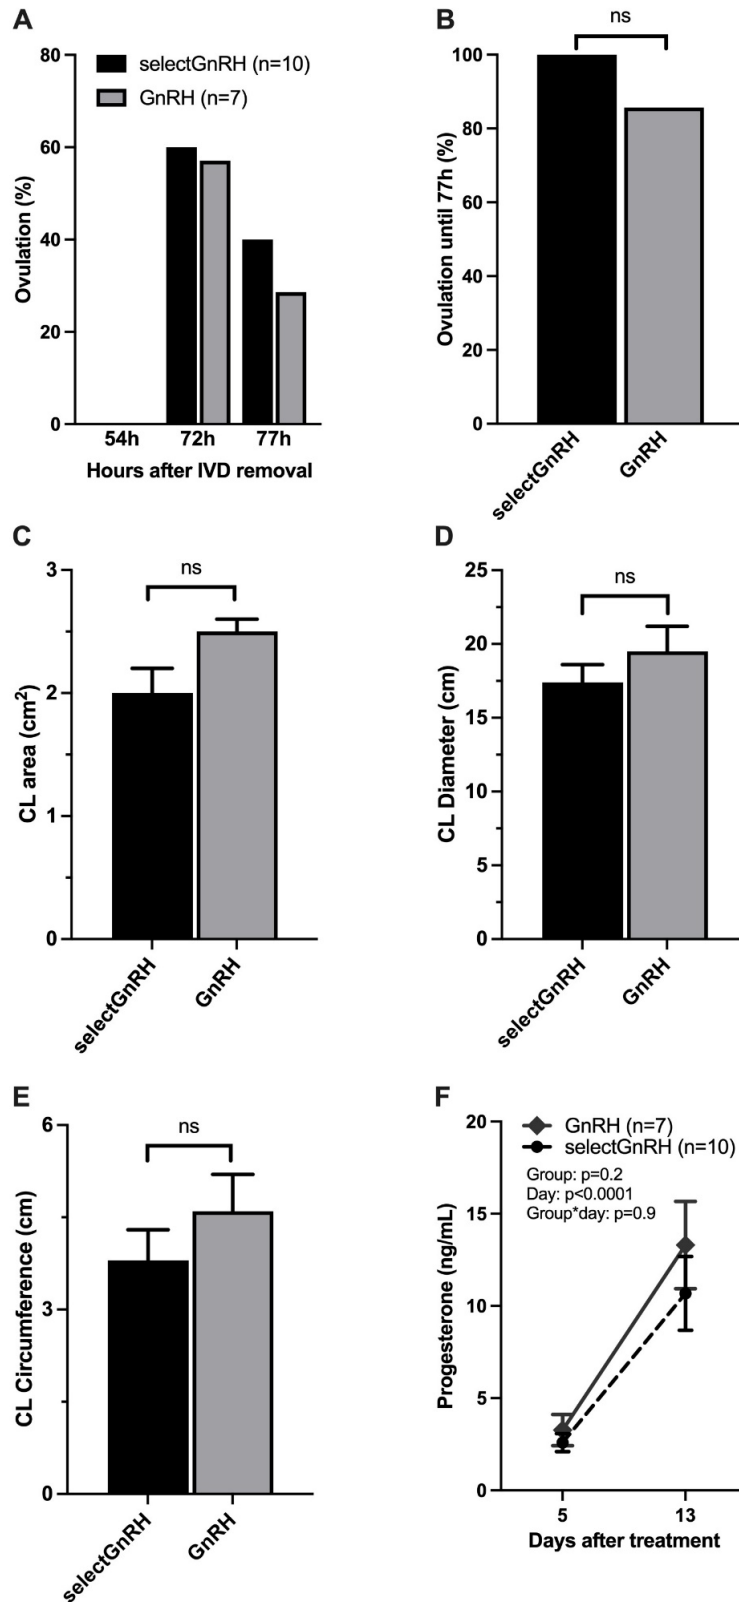 A
80
60
40
20
0
Ovulation (%)
selectGnRH (n=10)
GnRH (n=7)
54h 72h 77h
Hours after IVD removal
B
ns
100
80
60
40
20
0
Ovulation until 77h (%)
selectGnRH
GnRH
C
ns
3
2
1
0
CL area (cm²)
selectGnRH
GnRH
D
ns
25
20
15
10
5
0
CL Diameter (cm)
selectGnRH
GnRH
E
ns
6
3
0
CL Circumference (cm)
selectGnRH
GnRH
F
20
15
10
5
0
Progesterone (ng/mL)
GnRH (n=7)
selectGnRH (n=10)
Group: p=0.2
Day: p<0.0001
Group*day: p=0.9
5 13
Days after treatment